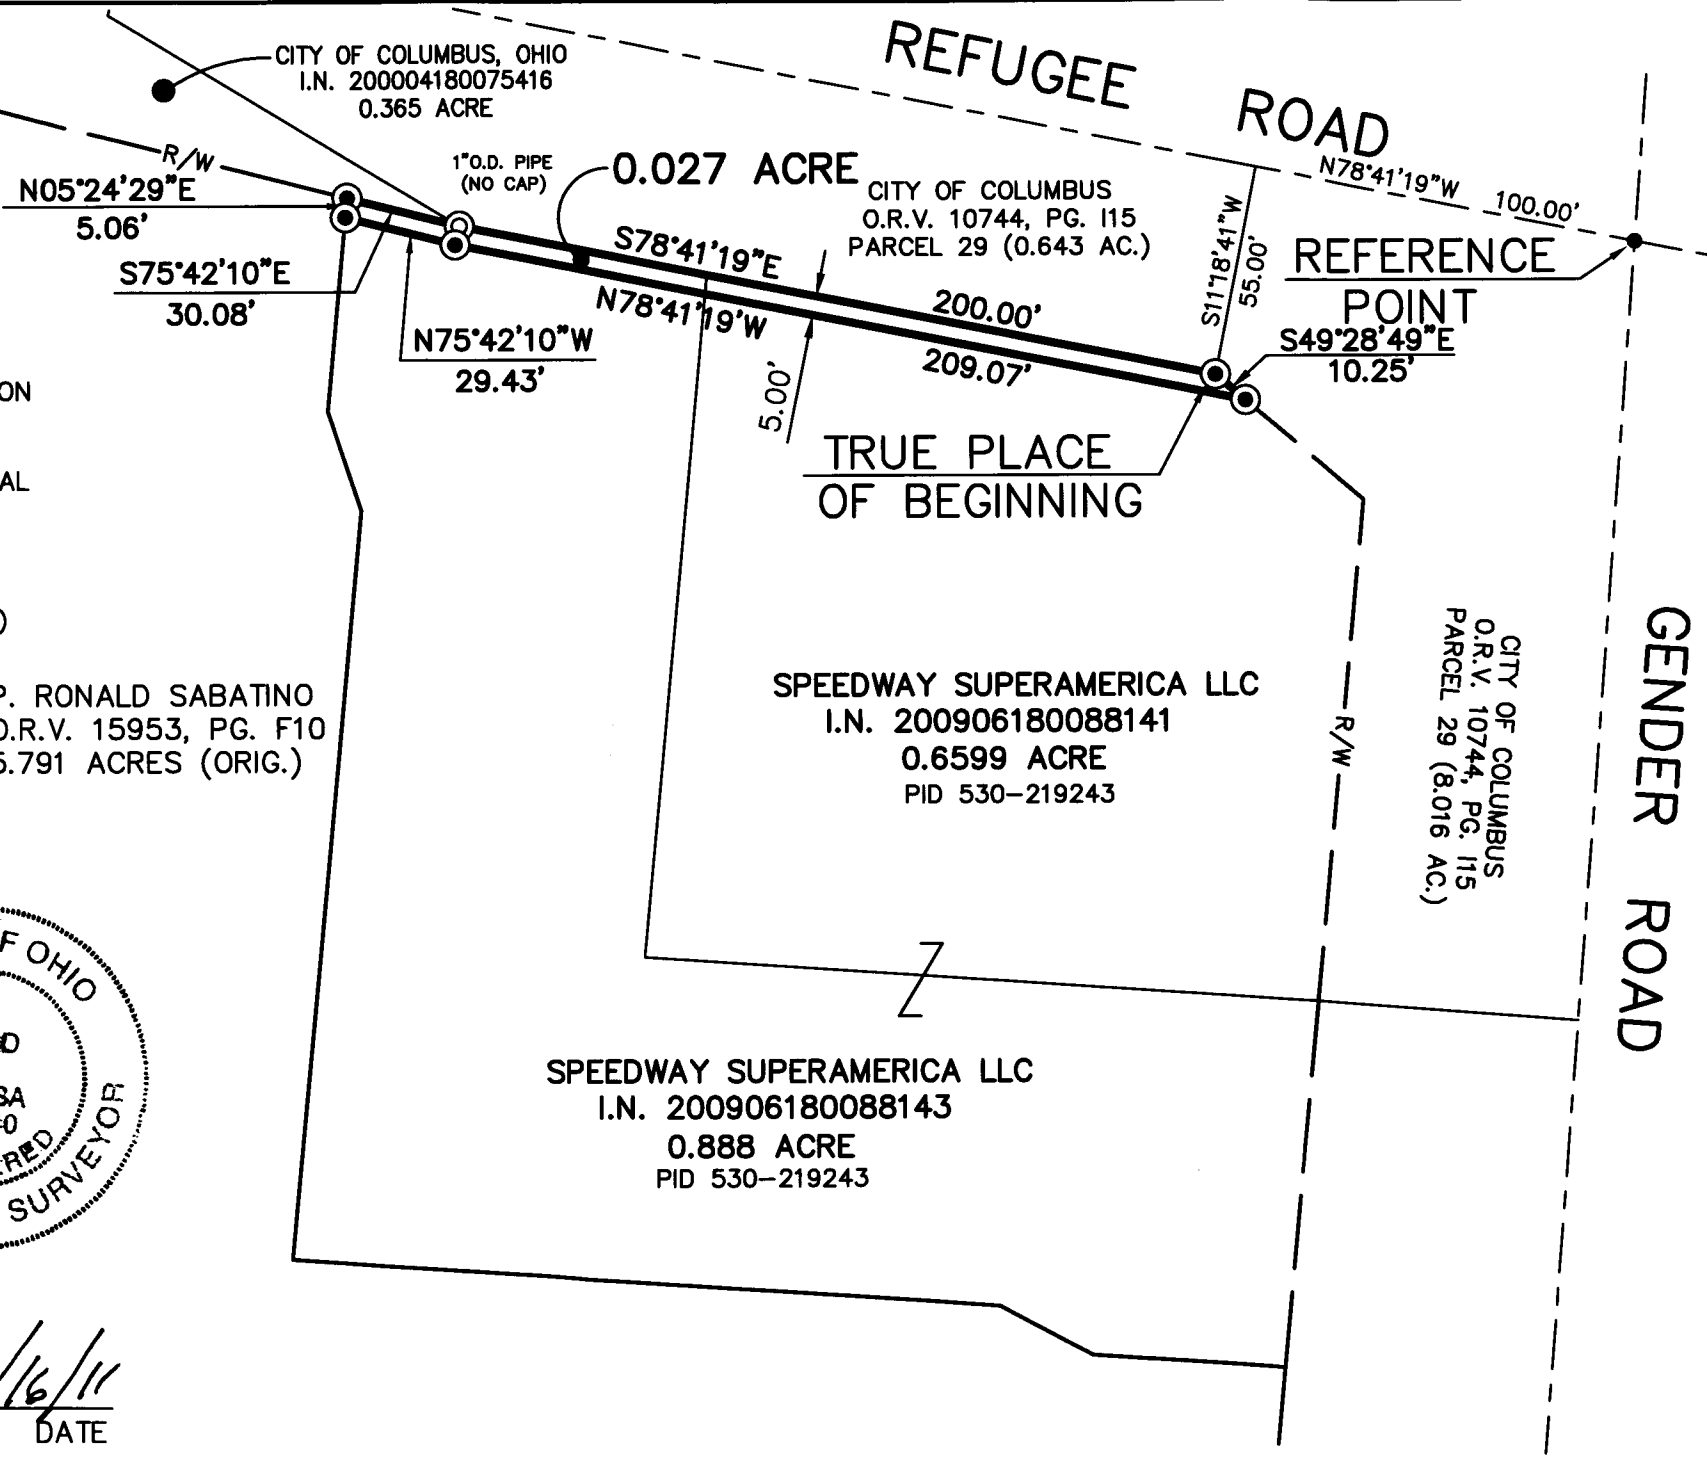 REFUGEE ROAD
CITY OF COLUMBUS, OHIO
I.N. 200004180075416
0.365 ACRE
R/W
1"O.D. PIPE
(NO CAP)
0.027 ACRE
CITY OF COLUMBUS
O.R.V. 10744, PG. I15
PARCEL 29 (0.643 AC.)
N78°41'19"W 100.00'
S11°18'41"W
55.00'
REFERENCE
POINT
N05°24'29"E
5.06'
S75°42'10"E
30.08'
S78°41'19"E 200.00'
N78°41'19'W 209.07'
N75°42'10"W
29.43'
5.00'
S49°28'49"E
10.25'
TRUE PLACE
OF BEGINNING
ON
AL
)
P. RONALD SABATINO
O.R.V. 15953, PG. F10
6.791 ACRES (ORIG.)
SPEEDWAY SUPERAMERICA LLC
I.N. 200906180088141
0.6599 ACRE
PID 530-219243
R/W
CITY OF COLUMBUS
O.R.V. 10744, PG. I15
PARCEL 29 (8.016 AC.)
GENDER ROAD
SPEEDWAY SUPERAMERICA LLC
I.N. 200906180088143
0.888 ACRE
PID 530-219243
F OHIO
SA
0
RED
SURVEYOR
/16/11
DATE